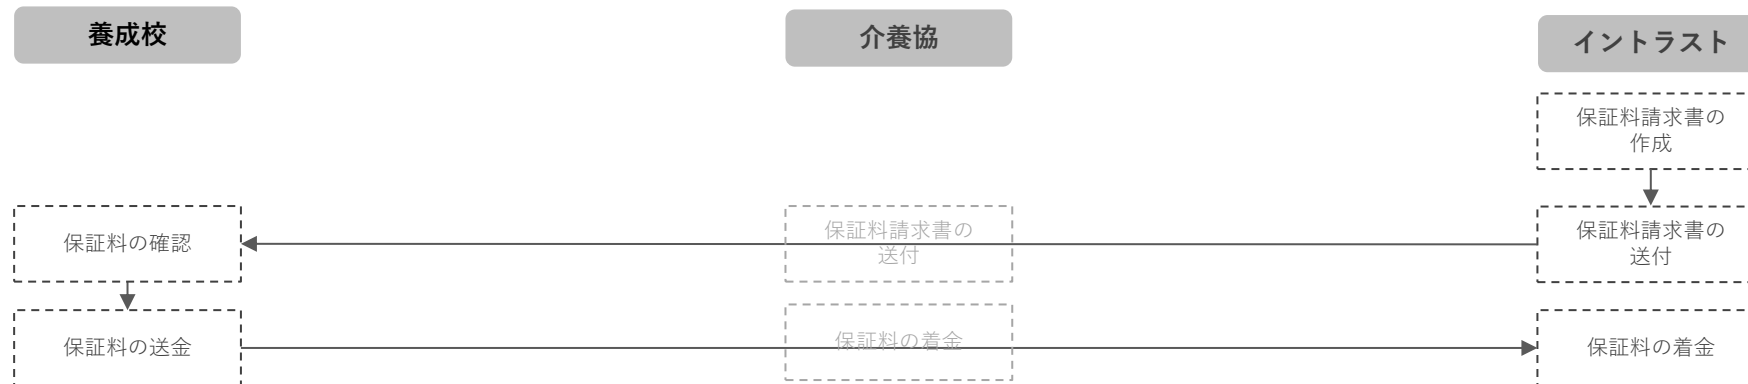 養成校
介養協
イントラスト
保証料請求書の
作成
保証料の確認
保証料請求書の
送付
保証料請求書の
送付
保証料の送金
保証料の着金
保証料の着金